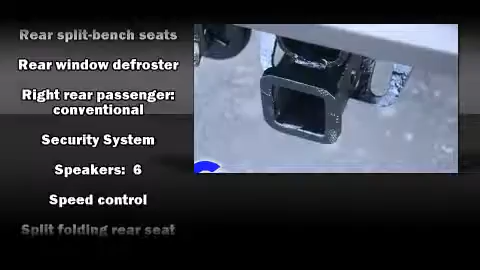 Rear split-bench seats
Rear window defroster
Right rear passenger:
conventional
Security System
Speakers: 6
Speed control
Split folding rear seat